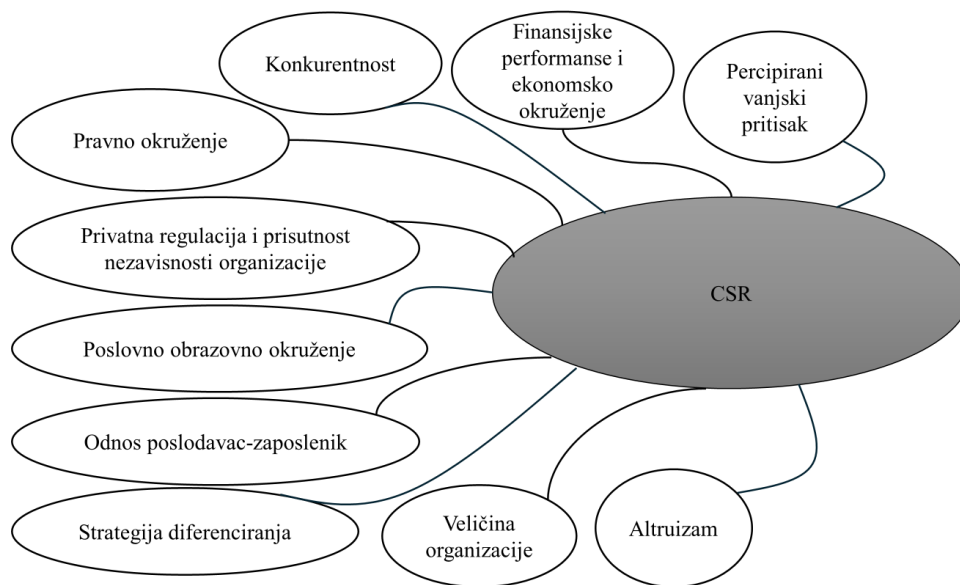 Konkurentnost
Finansijske
performanse i
ekonomsko
okruženje
Percipirani
vanjski
pritisak
Pravno okruženje
Privatna regulacija i prisutnost
nezavisnosti organizacije
CSR
Poslovno obrazovno okruženje
Odnos poslodavac-zaposlenik
Strategija diferenciranja
Veličina
organizacije
Altruizam